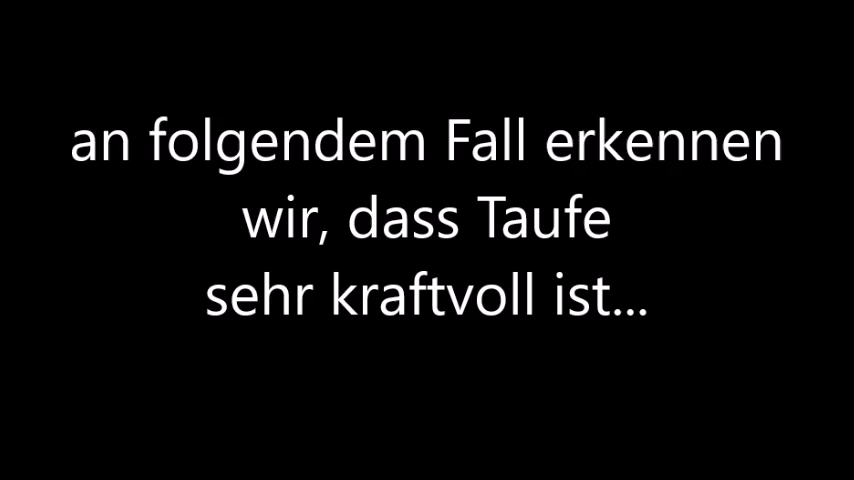 an folgendem Fall erkennen
wir, dass Taufe
sehr kraftvoll ist...